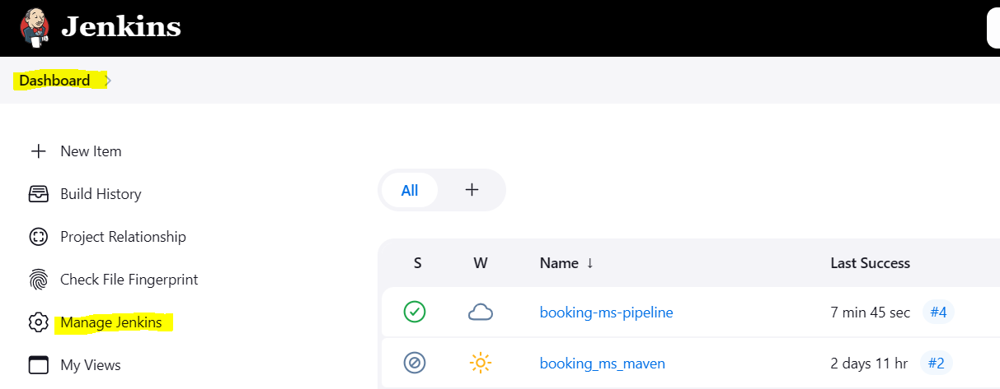 Jenkins
Dashboard
New Item
Build History
Project Relationship
Check File Fingerprint
Manage Jenkins
My Views
All +
S W Name ↓ Last Success
booking-ms-pipeline 7 min 45 sec #4
booking_ms_maven 2 days 11 hr #2